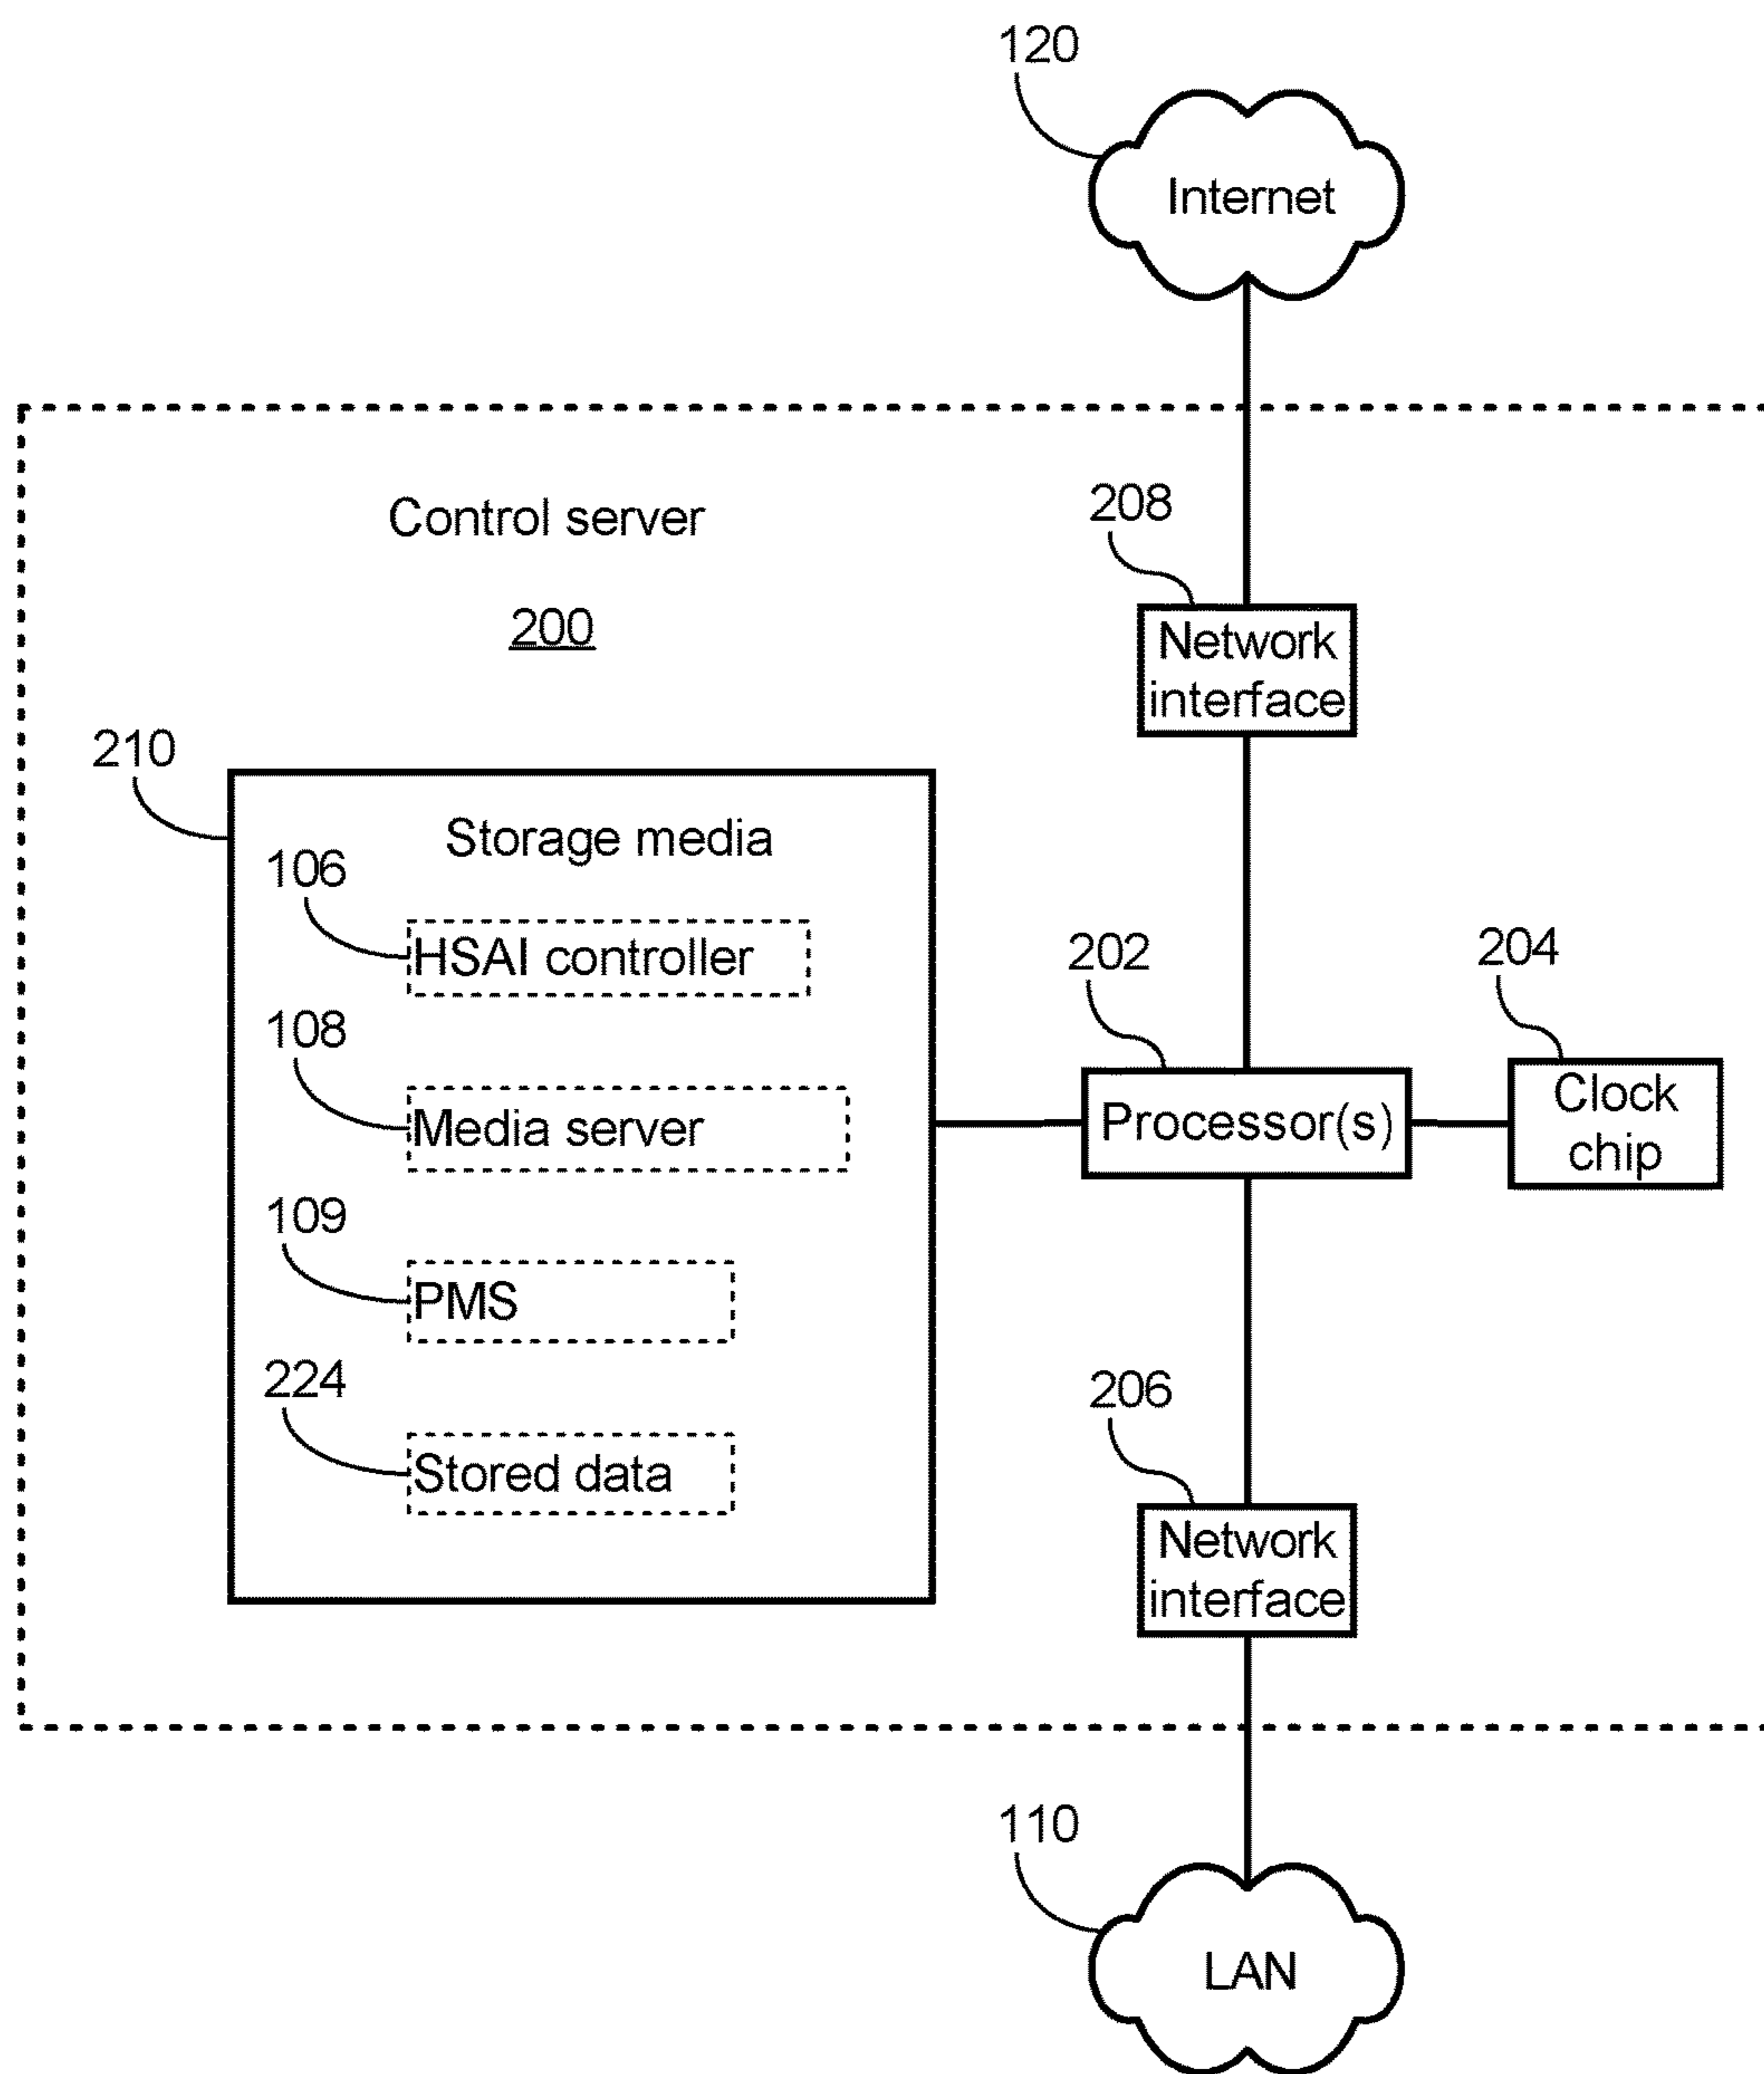 120
Internet
Control server
200
208
Network
interface
210
Storage media
106
HSAI controller
108
Media server
109
PMS
224
Stored data
202
Processor(s)
204
Clock
chip
206
Network
interface
110
LAN